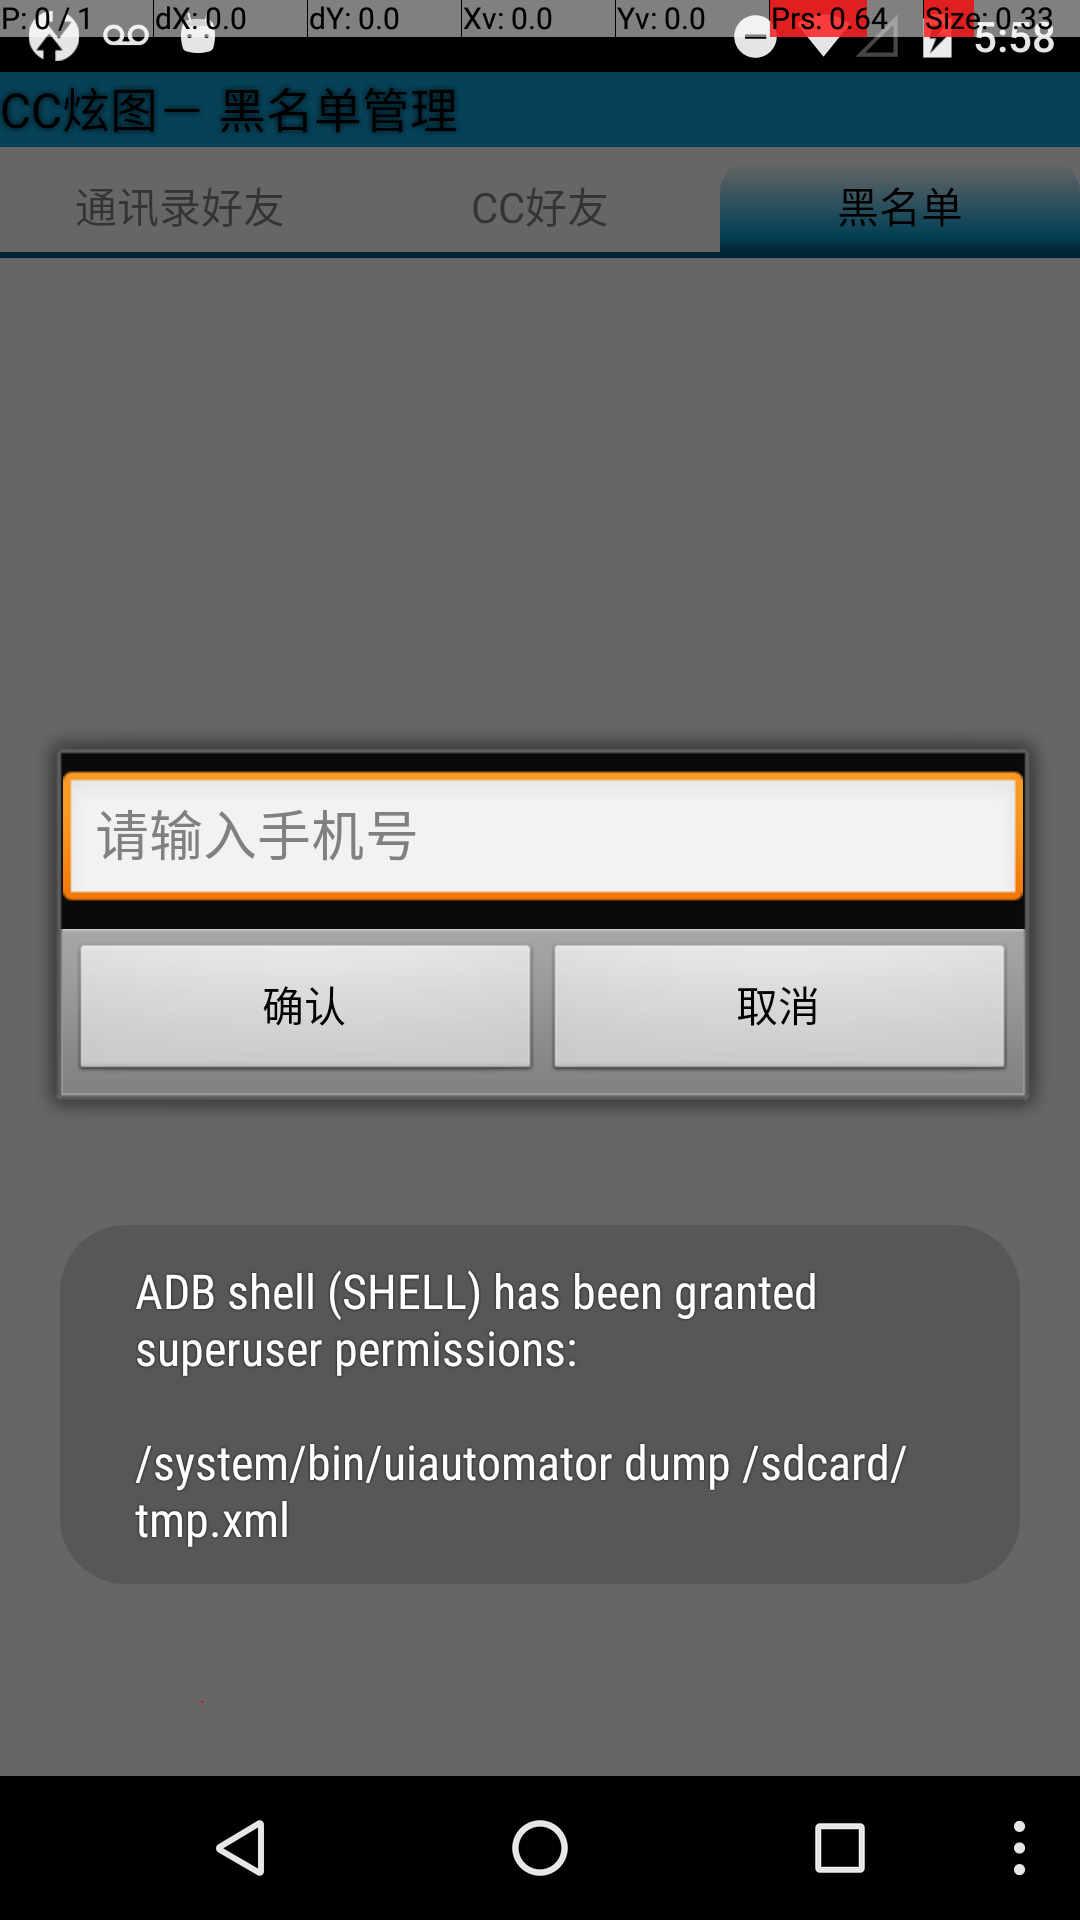 P: 0 / 1 dX: 0.0 dY: 0.0 Xv: 0.0 Yv: 0.0 Prs: 0.64 Size: 0.33
5:58
CC炫图－ 黑名单管理
通讯录好友 CC好友 黑名单
请输入手机号
确认 取消
ADB shell (SHELL) has been granted
superuser permissions:
/system/bin/uiautomator dump /sdcard/
tmp.xml